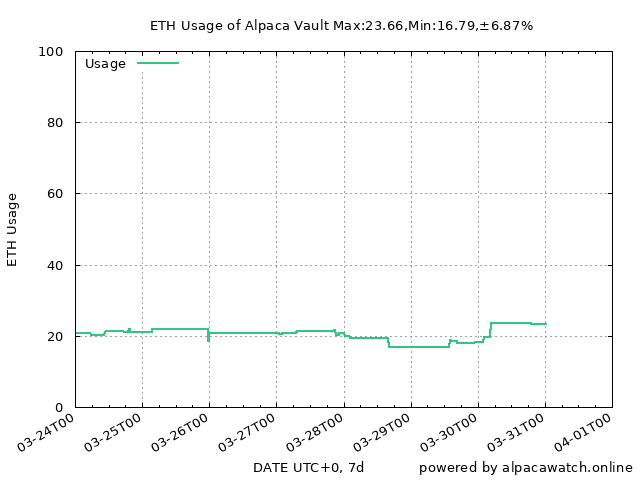 ETH Usage of Alpaca Vault Max:23.66,Min:16.79,±6.87%
Usage
100
80
60
40
20
0
ETH Usage
03-24T00
03-25T00
03-26T00
03-27T00
03-28T00
03-29T00
03-30T00
03-31T00
04-01T00
DATE UTC+0, 7d
powered by alpacawatch.online